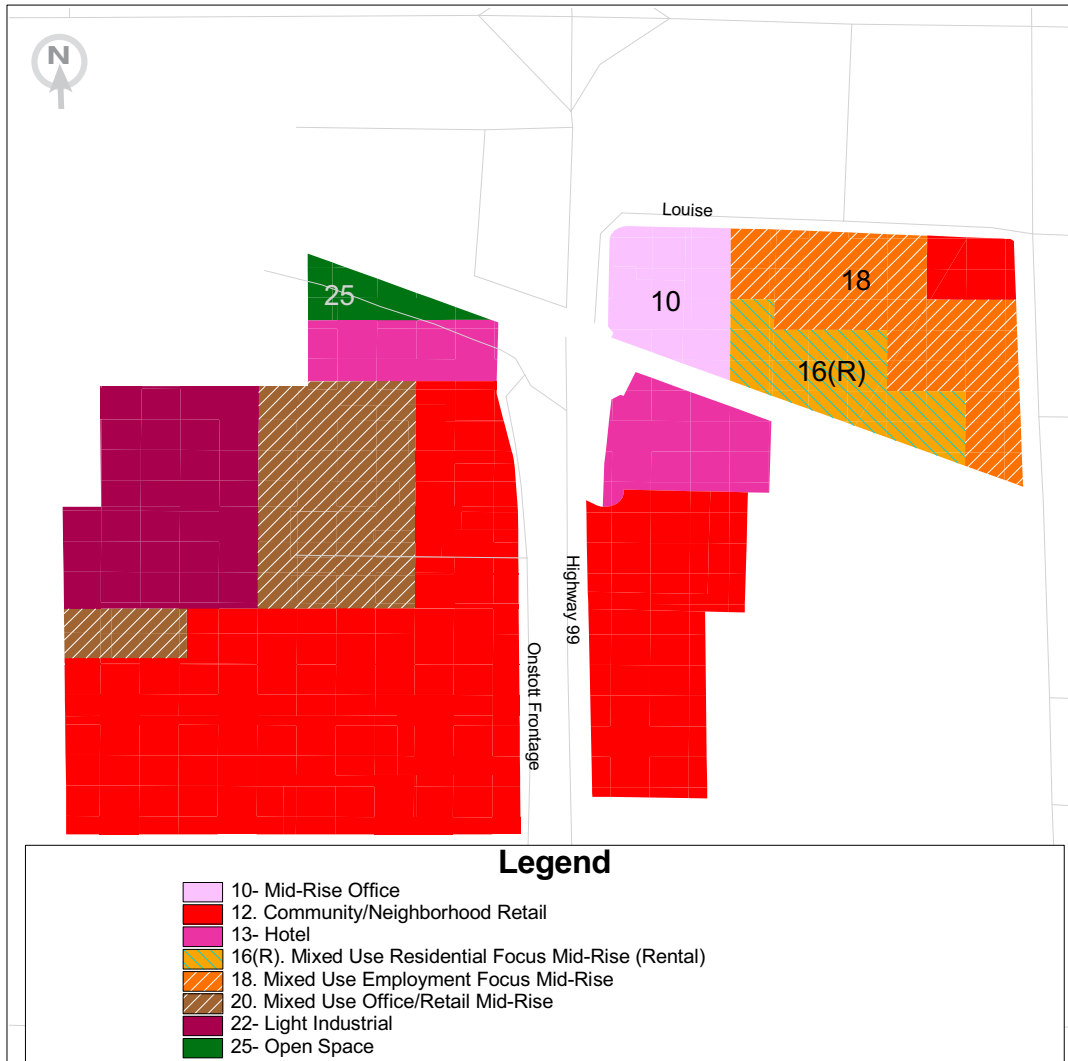 N
Louise
25
10
18
16(R)
Highway 99
Onstott Frontage
Legend
10- Mid-Rise Office
12. Community/Neighborhood Retail
13- Hotel
16(R). Mixed Use Residential Focus Mid-Rise (Rental)
18. Mixed Use Employment Focus Mid-Rise
20. Mixed Use Office/Retail Mid-Rise
22- Light Industrial
25- Open Space